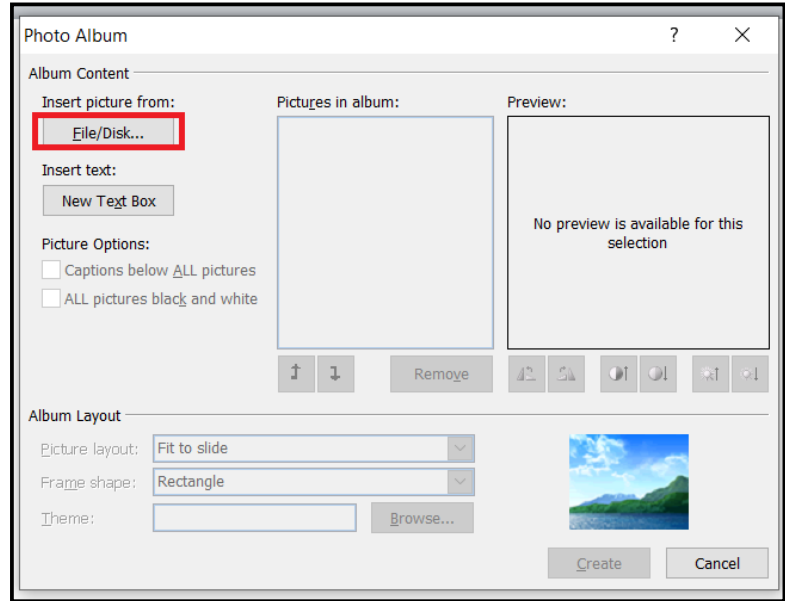 Photo Album
?
Album Content
Insert picture from:
File/Disk...
Insert text:
New Text Box
Picture Options:
Captions below ALL pictures
ALL pictures black and white
Pictures in album:
Remove
Preview:
No preview is available for this
selection
Album Layout
Picture layout: Fit to slide
Frame shape: Rectangle
Theme:
Browse...
Create
Cancel